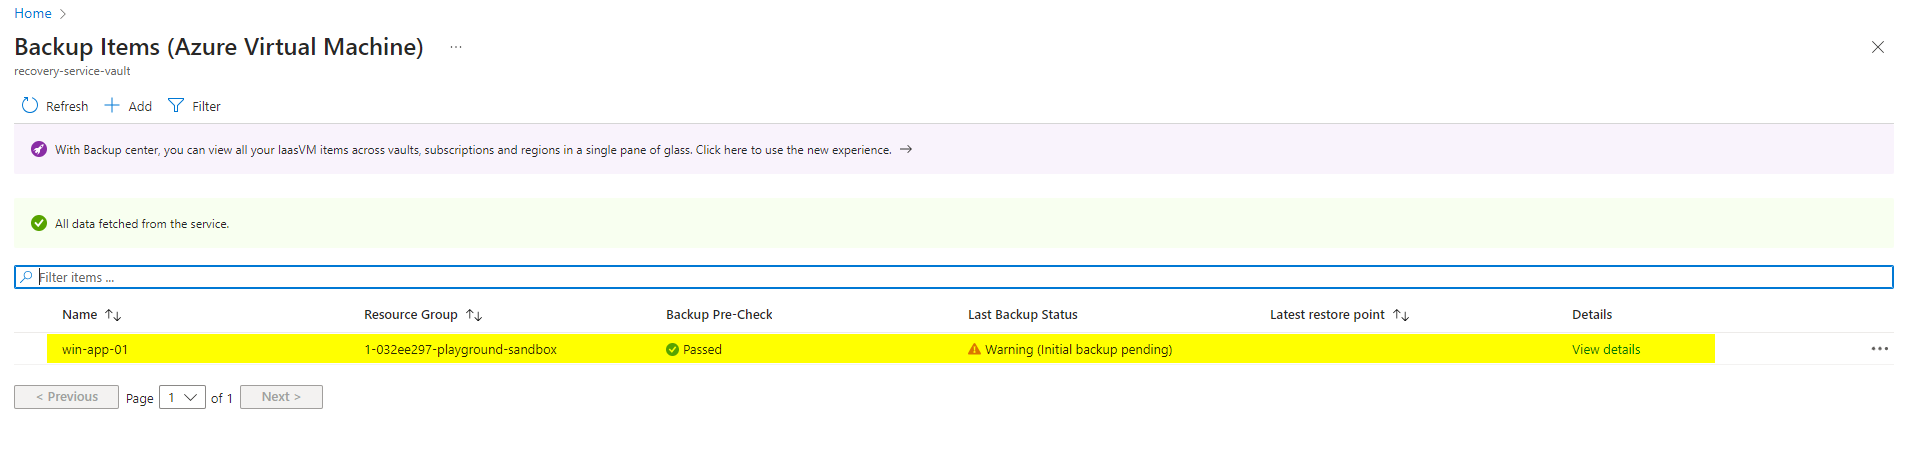 Home >
Backup Items (Azure Virtual Machine) ...
recovery-service-vault
Refresh Add Filter
With Backup center, you can view all your IaasVM items across vaults, subscriptions and regions in a single pane of glass. Click here to use the new experience. →
All data fetched from the service.
Filter items ...
Name ↑↓ Resource Group ↑↓ Backup Pre-Check Last Backup Status Latest restore point ↑↓ Details
win-app-01 1-032ee297-playground-sandbox Passed Warning (Initial backup pending) View details ...
< Previous Page 1 of 1 Next >